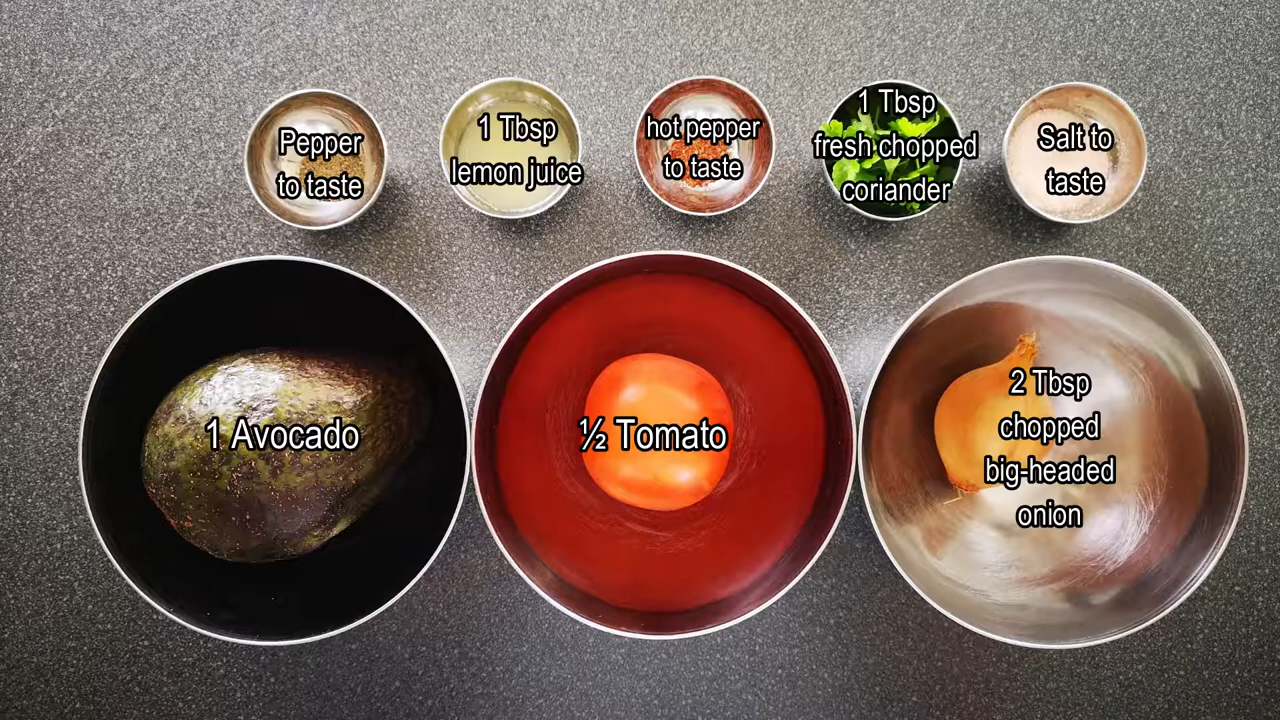 Pepper
to taste
1 Tbsp
lemon juice
hot pepper
to taste
1 Tbsp
fresh chopped
coriander
Salt to
taste
1 Avocado
½ Tomato
2 Tbsp
chopped
big-headed
onion